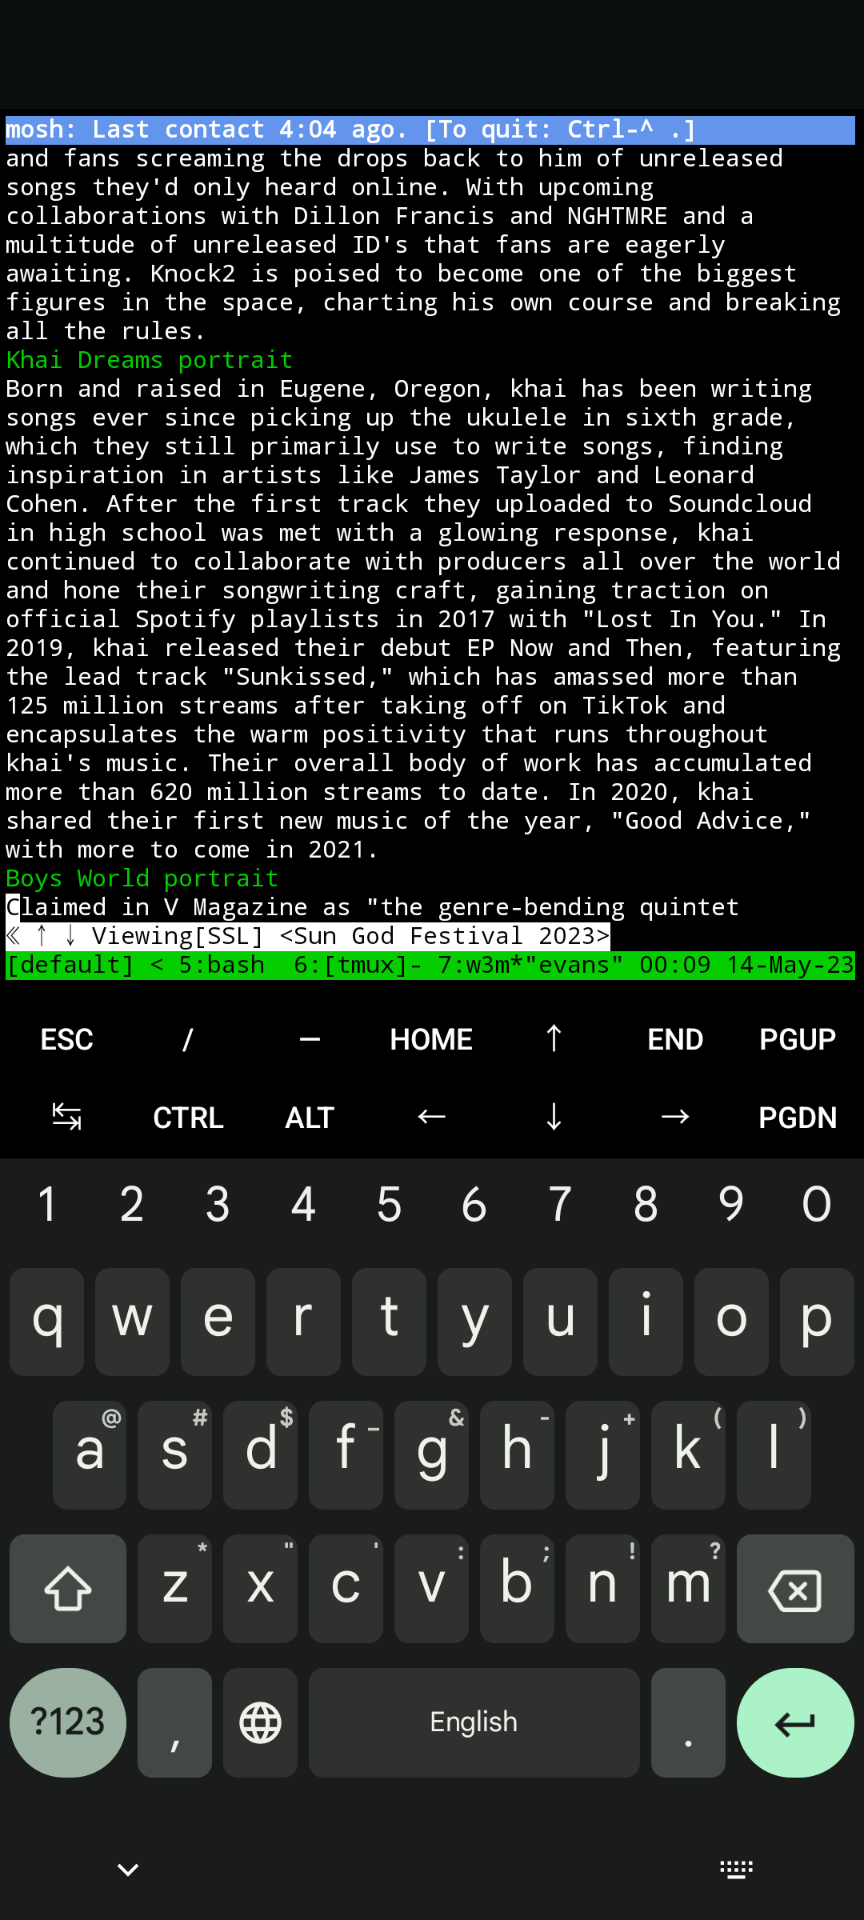 mosh: Last contact 4:04 ago. [To quit: Ctrl-^ .]
and fans screaming the drops back to him of unreleased
songs they'd only heard online. With upcoming
collaborations with Dillon Francis and NGHTMRE and a
multitude of unreleased ID's that fans are eagerly
awaiting. Knock2 is poised to become one of the biggest
figures in the space, charting his own course and breaking
all the rules.
Khai Dreams portrait
Born and raised in Eugene, Oregon, khai has been writing
songs ever since picking up the ukulele in sixth grade,
which they still primarily use to write songs, finding
inspiration in artists like James Taylor and Leonard
Cohen. After the first track they uploaded to Soundcloud
in high school was met with a glowing response, khai
continued to collaborate with producers all over the world
and hone their songwriting craft, gaining traction on
official Spotify playlists in 2017 with "Lost In You." In
2019, khai released their debut EP Now and Then, featuring
the lead track "Sunkissed," which has amassed more than
125 million streams after taking off on TikTok and
encapsulates the warm positivity that runs throughout
khai's music. Their overall body of work has accumulated
more than 620 million streams to date. In 2020, khai
shared their first new music of the year, "Good Advice,"
with more to come in 2021.
Boys World portrait
Claimed in V Magazine as "the genre-bending quintet
≪ ↑ ↓ Viewing[SSL] <Sun God Festival 2023>
[default] < 5:bash  6:[tmux]- 7:w3m*"evans" 00:09 14-May-23
ESC / — HOME ↑ END PGUP
↹ CTRL ALT ← ↓ → PGDN
1 2 3 4 5 6 7 8 9 0
q w e r t y u i o p
@ # $ _ & - + ( )
a s d f g h j k l
* " ' : ; ! ?
z x c v b n m
?123 , English .